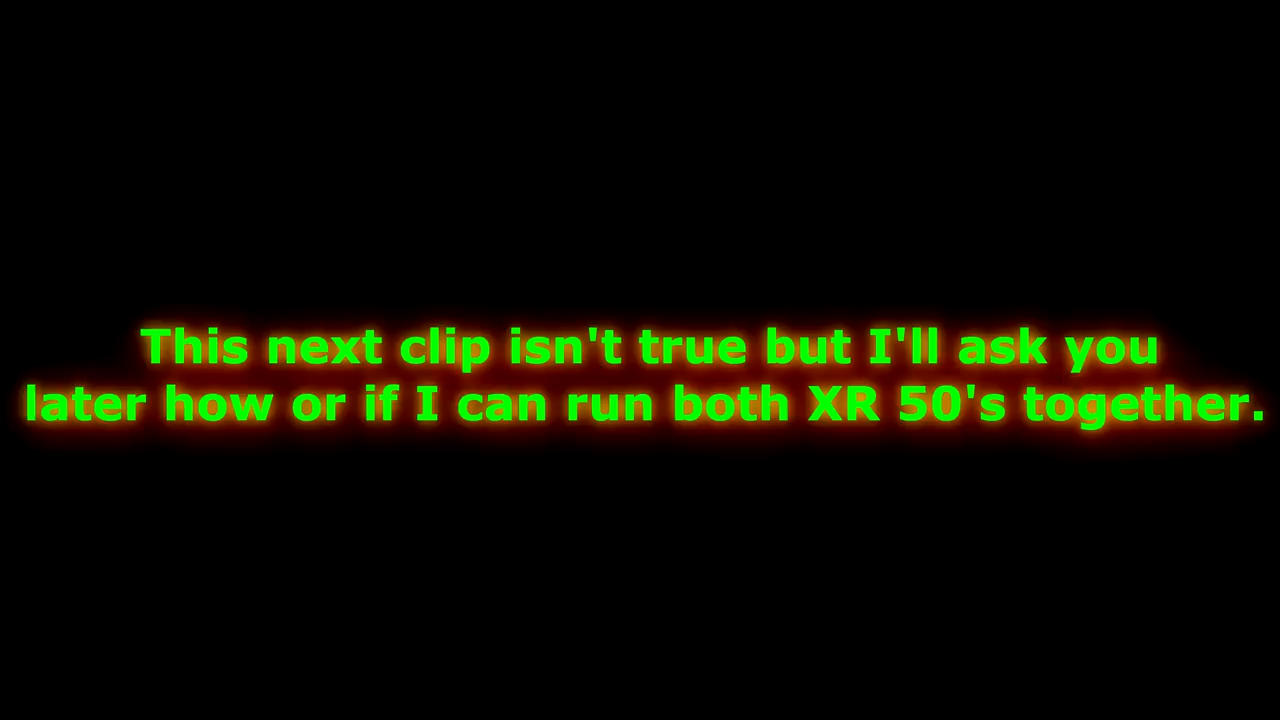 This next clip isn't true but I'll ask you
later how or if I can run both XR 50's together.